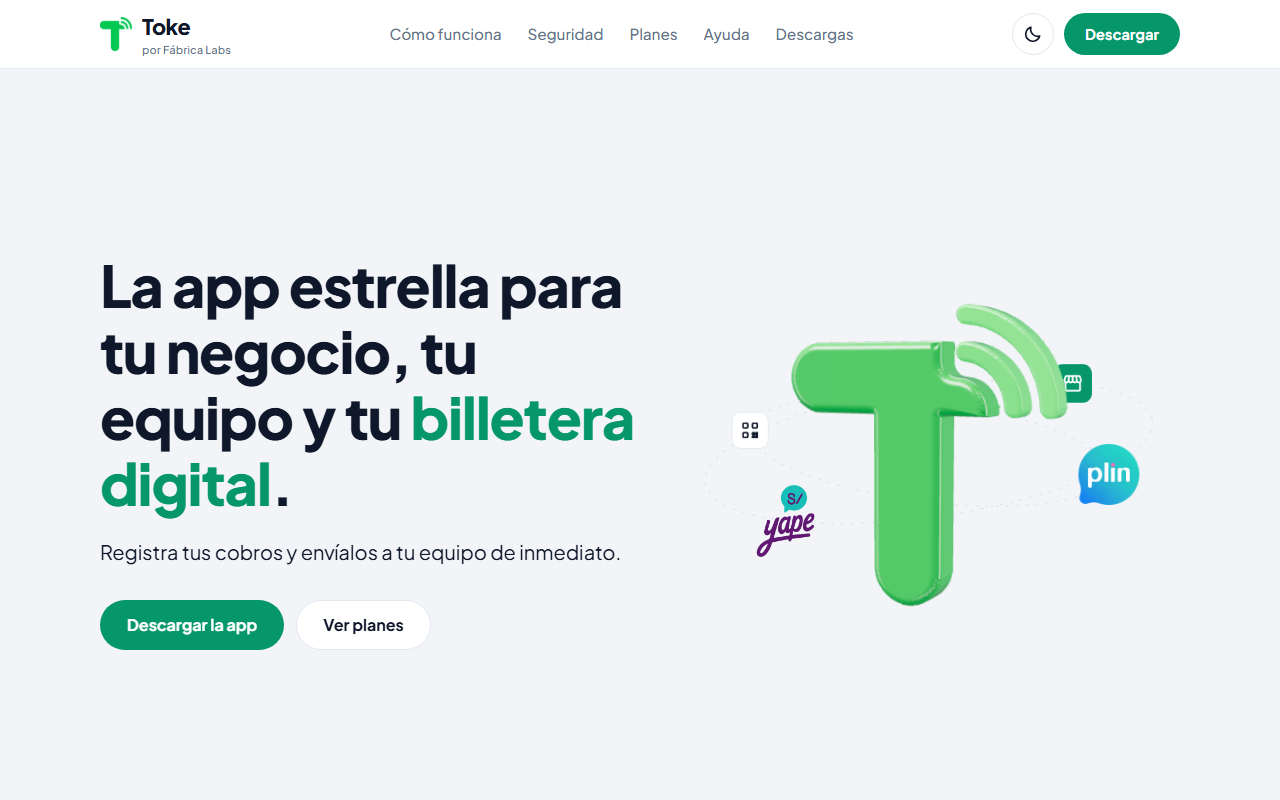 Toke
por Fábrica Labs
Cómo funciona
Seguridad
Planes
Ayuda
Descargas
Descargar
La app estrella para
tu negocio, tu
equipo y tu billetera
digital.
Registra tus cobros y envíalos a tu equipo de inmediato.
Descargar la app
Ver planes
S/
yape
plin